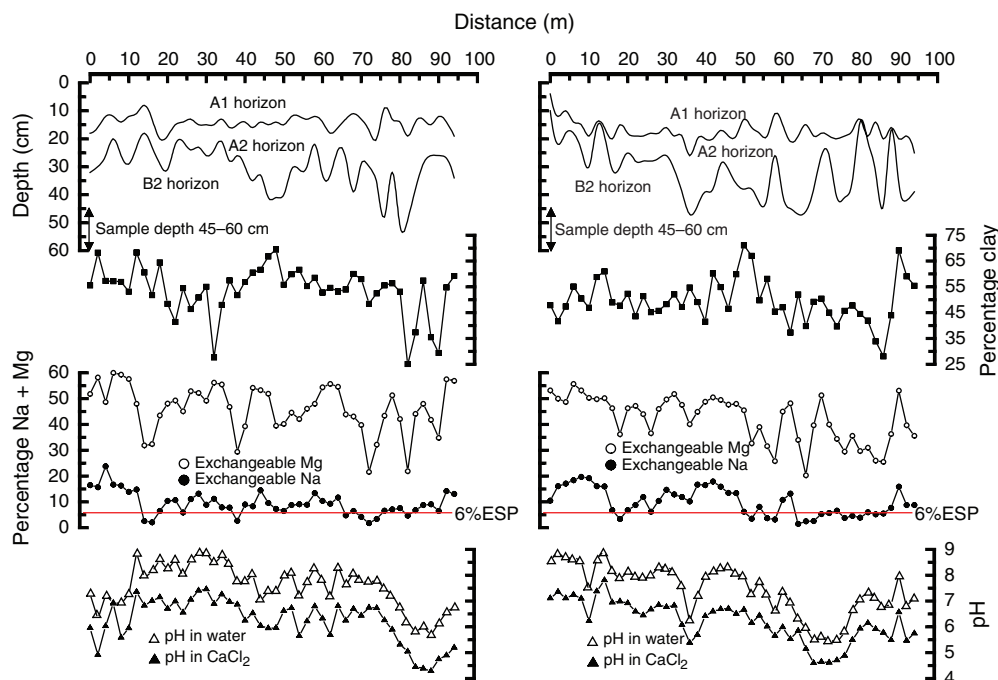 Distance (m)
0 10 20 30 40 50 60 70 80 90 100
0 10 20 30 40 50 60 70 80 90 100
Depth (cm)
0
10
20
30
40
50
60
A1 horizon
A2 horizon
B2 horizon
Sample depth 45–60 cm
A1 horizon
A2 horizon
B2 horizon
Sample depth 45–60 cm
75
65
55
45
35
25
Percentage clay
Percentage Na + Mg
60
50
40
30
20
10
0
Exchangeable Mg
Exchangeable Na
6%ESP
Exchangeable Mg
Exchangeable Na
6%ESP
pH in water
pH in CaCl2
pH in water
pH in CaCl2
9
8
7
6
5
4
pH